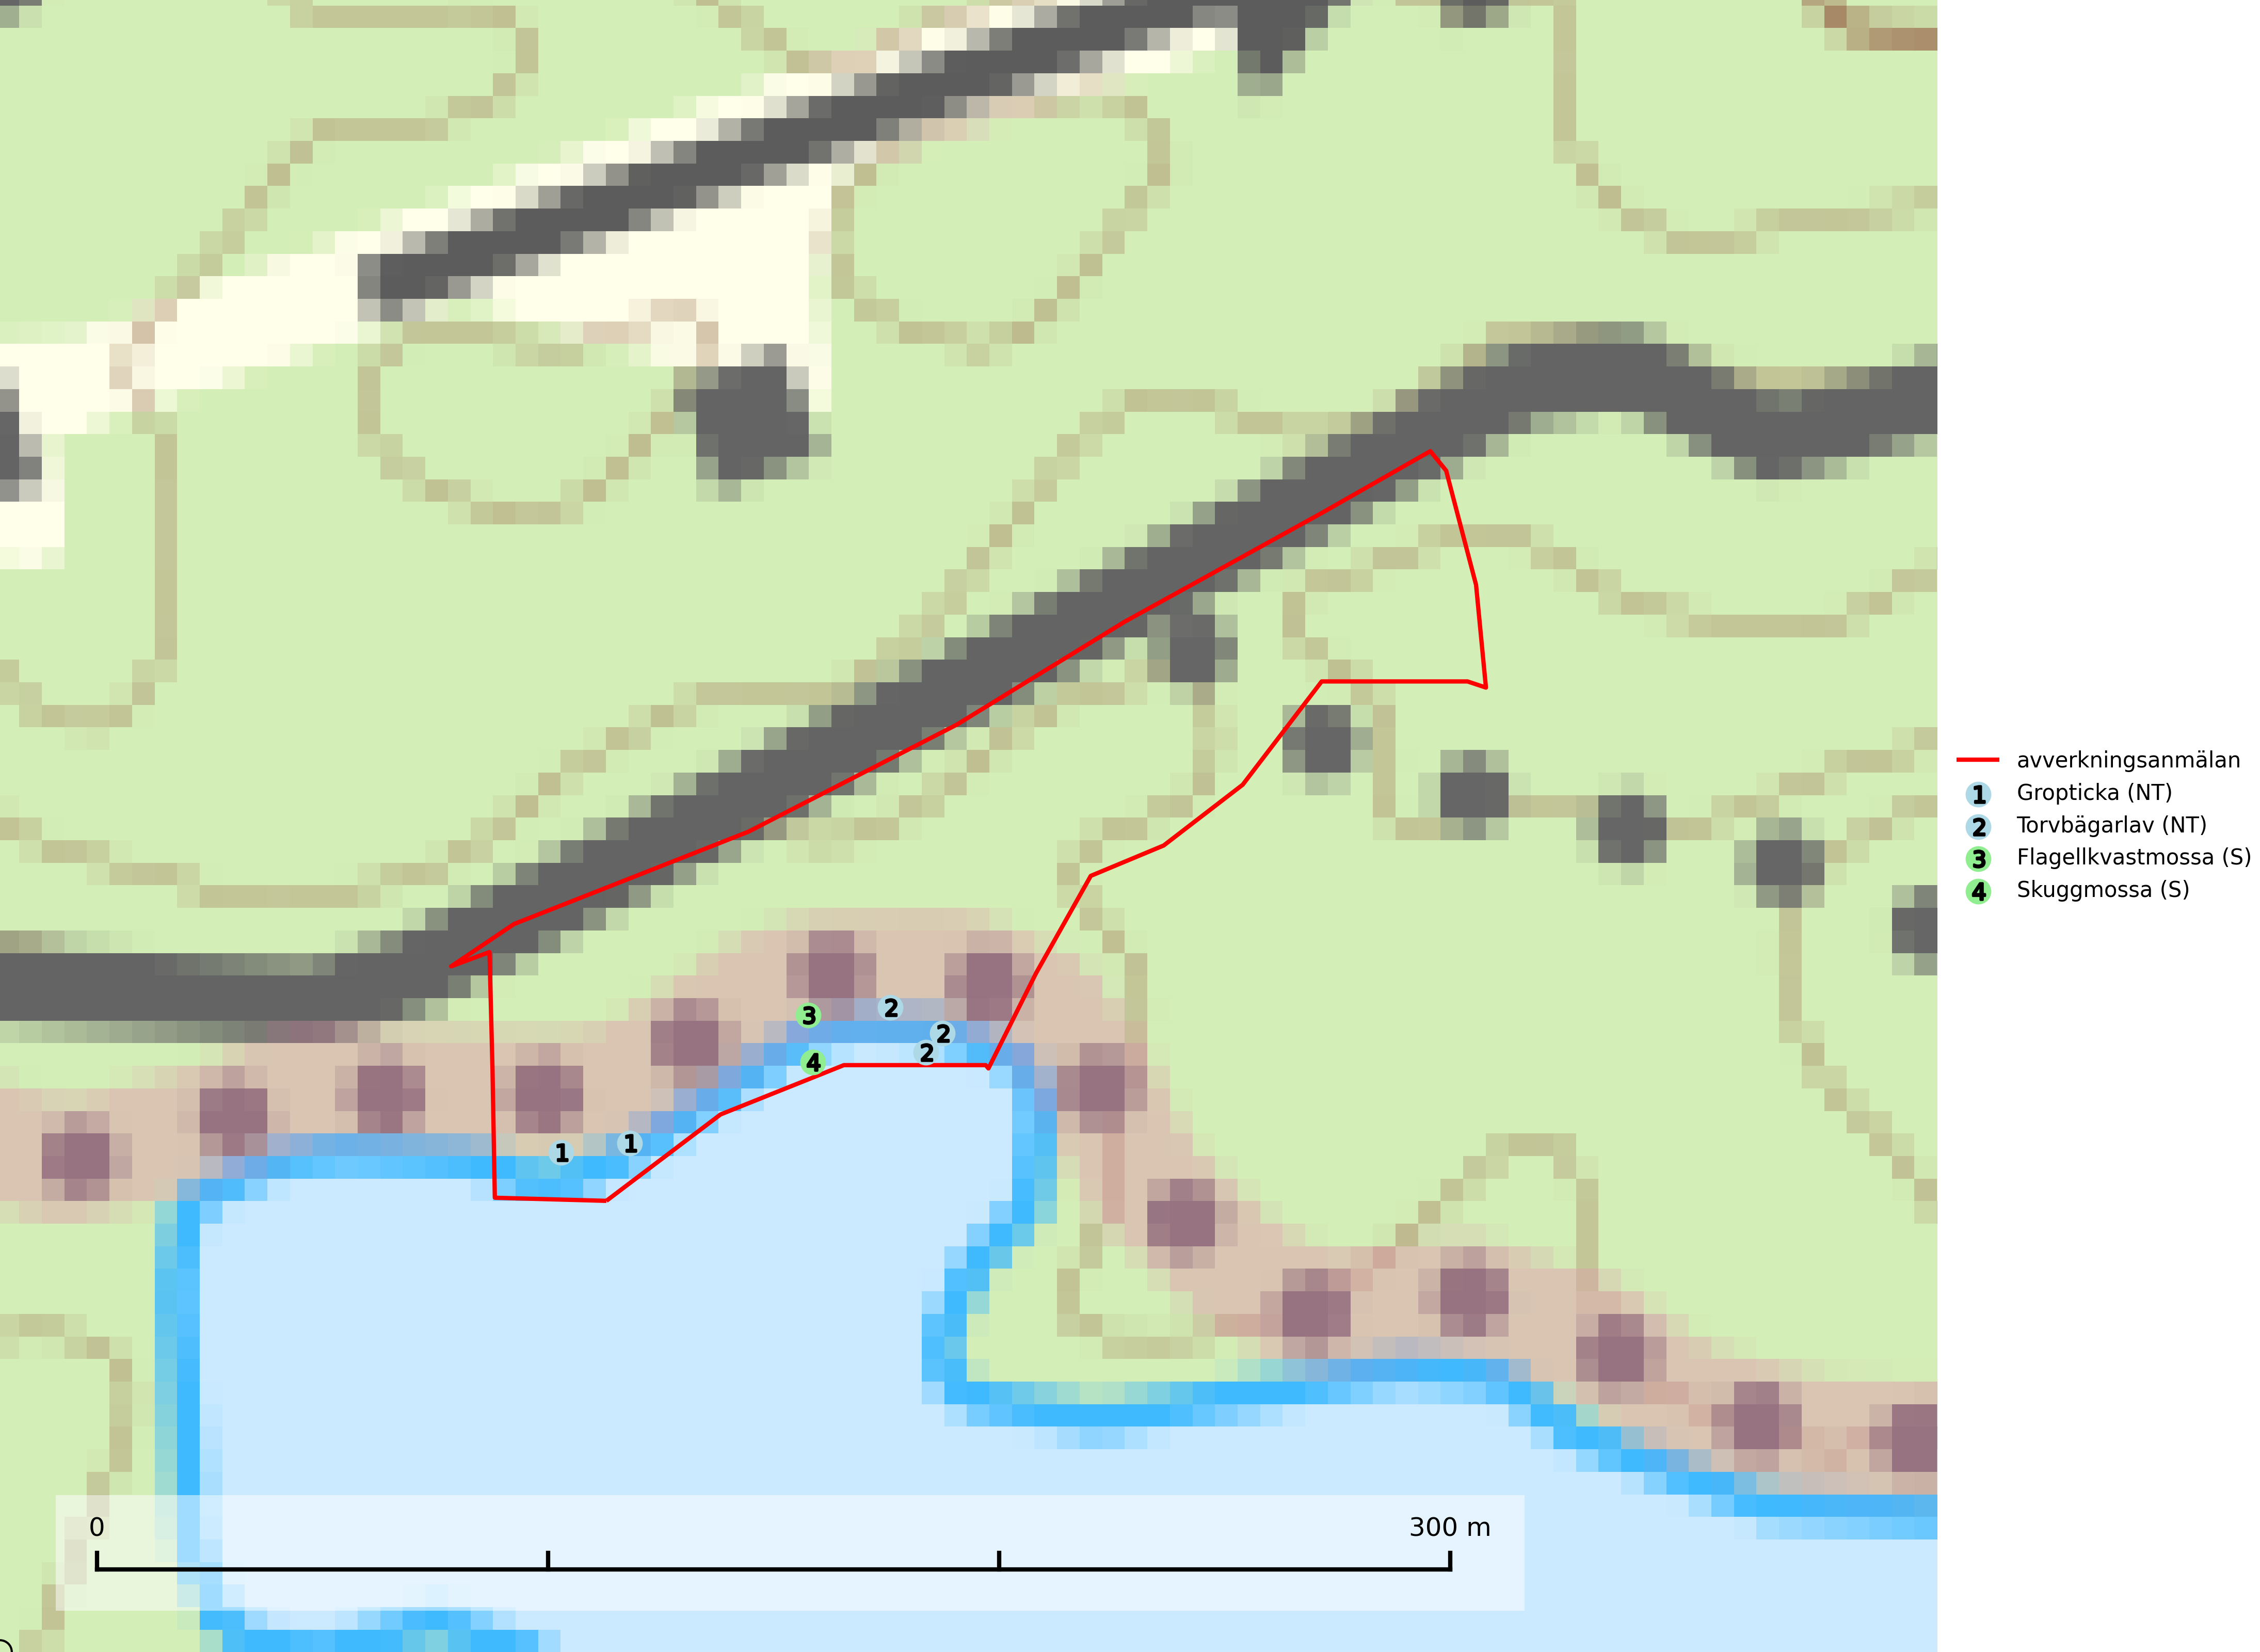 avverkningsanmälan
1 Gropticka (NT)
2 Torvbägarlav (NT)
3 Flagellkvastmossa (S)
4 Skuggmossa (S)
3
2
2
2
4
1
1
0
300 m